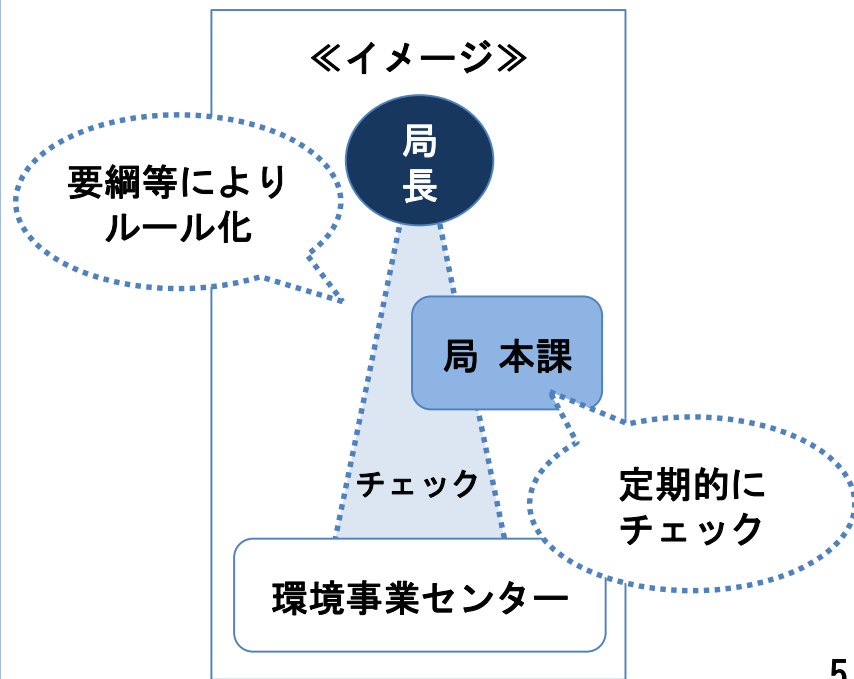 ≪イメージ≫
局
長
要綱等により
ルール化
局 本課
チェック
定期的に
チェック
環境事業センター
5